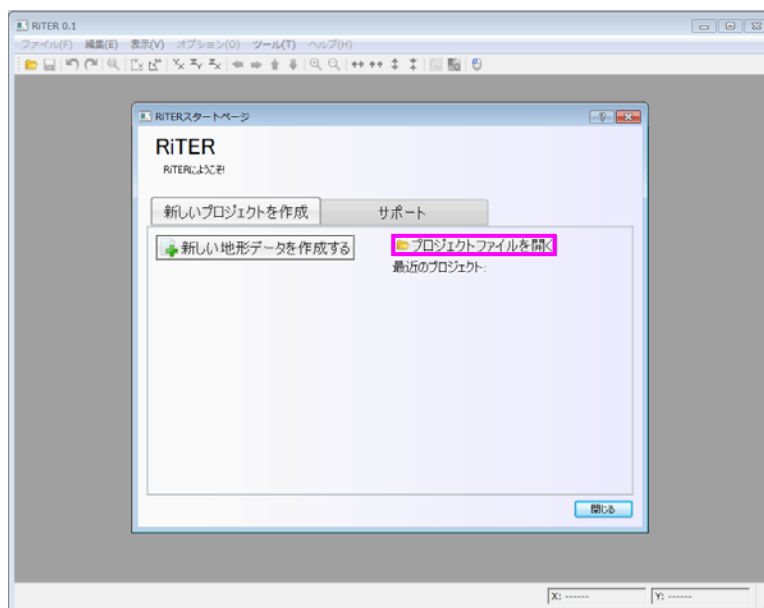 RiTER 0.1
ファイル(F) 編集(E) 表示(V) オプション(O) ツール(T) ヘルプ(H)
RiTERスタートページ
RiTER
RiTERにようこそ!
新しいプロジェクトを作成 サポート
新しい地形データを作成する プロジェクトファイルを開く
最近のプロジェクト:
閉じる
X: ------ Y: ------